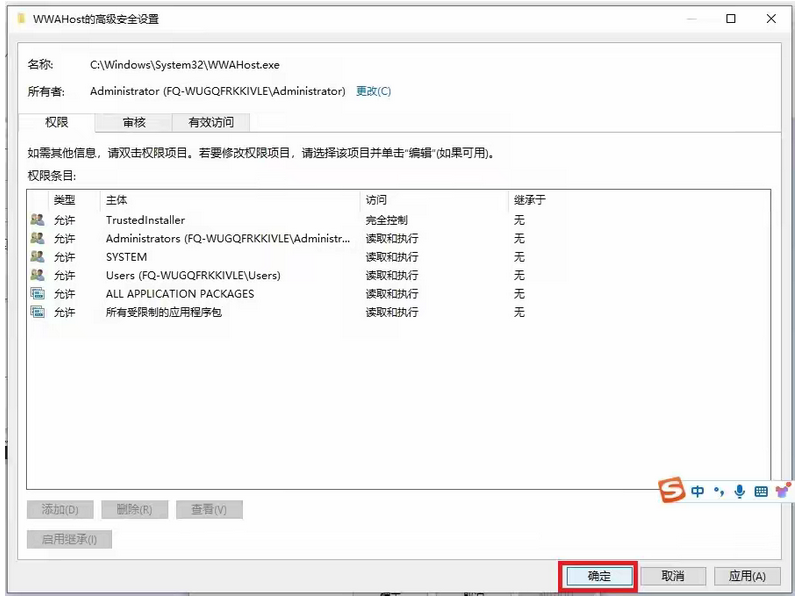 WWAHost的高级安全设置
名称: C:\Windows\System32\WWAHost.exe
所有者: Administrator (FQ-WUGQFRKKIVLE\Administrator) 更改(C)
权限 审核 有效访问
如需其他信息，请双击权限项目。若要修改权限项目，请选择该项目并单击“编辑”(如果可用)。
权限条目:
类型 主体 访问 继承于
允许 TrustedInstaller 完全控制 无
允许 Administrators (FQ-WUGQFRKKIVLE\Administr... 读取和执行 无
允许 SYSTEM 读取和执行 无
允许 Users (FQ-WUGQFRKKIVLE\Users) 读取和执行 无
允许 ALL APPLICATION PACKAGES 读取和执行 无
允许 所有受限制的应用程序包 读取和执行 无
S 中
添加(D) 删除(R) 查看(V)
启用继承(I)
确定 取消 应用(A)